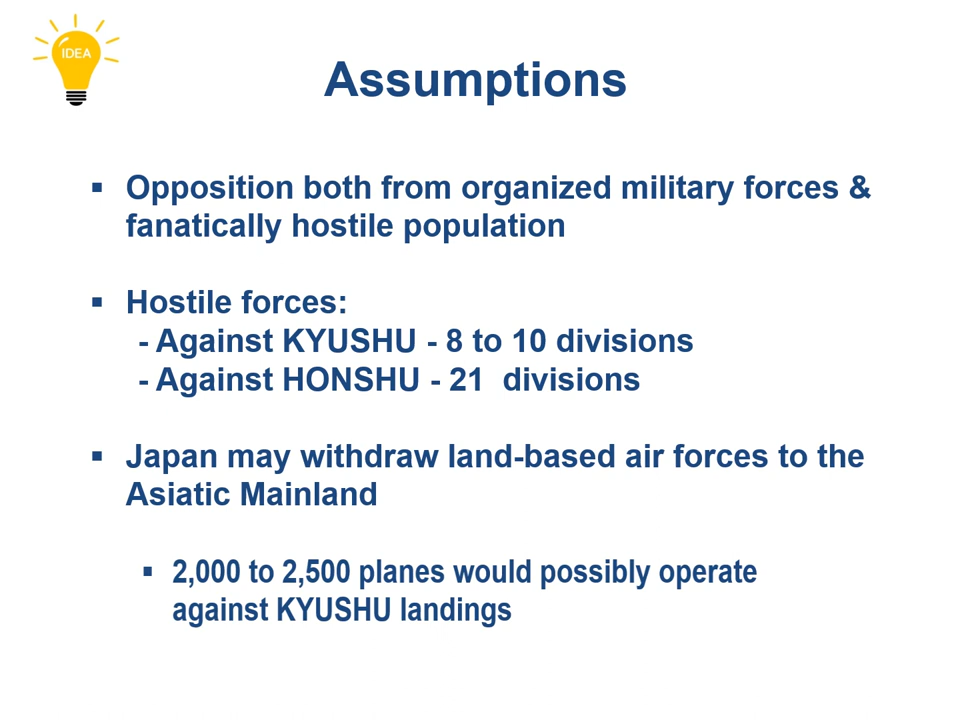 IDEA
Assumptions
▪ Opposition both from organized military forces &
fanatically hostile population
▪ Hostile forces:
- Against KYUSHU - 8 to 10 divisions
- Against HONSHU - 21  divisions
▪ Japan may withdraw land-based air forces to the
Asiatic Mainland
▪ 2,000 to 2,500 planes would possibly operate
against KYUSHU landings